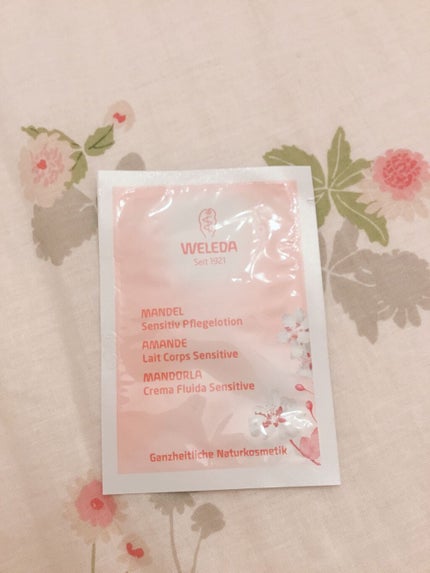 WELEDA
Seit 1921
MANDEL
Sensitiv Pflegelotion
AMANDE
Lait Corps Sensitive
MANDORLA
Crema Fluida Sensitive
Ganzheitliche Naturkosmetik